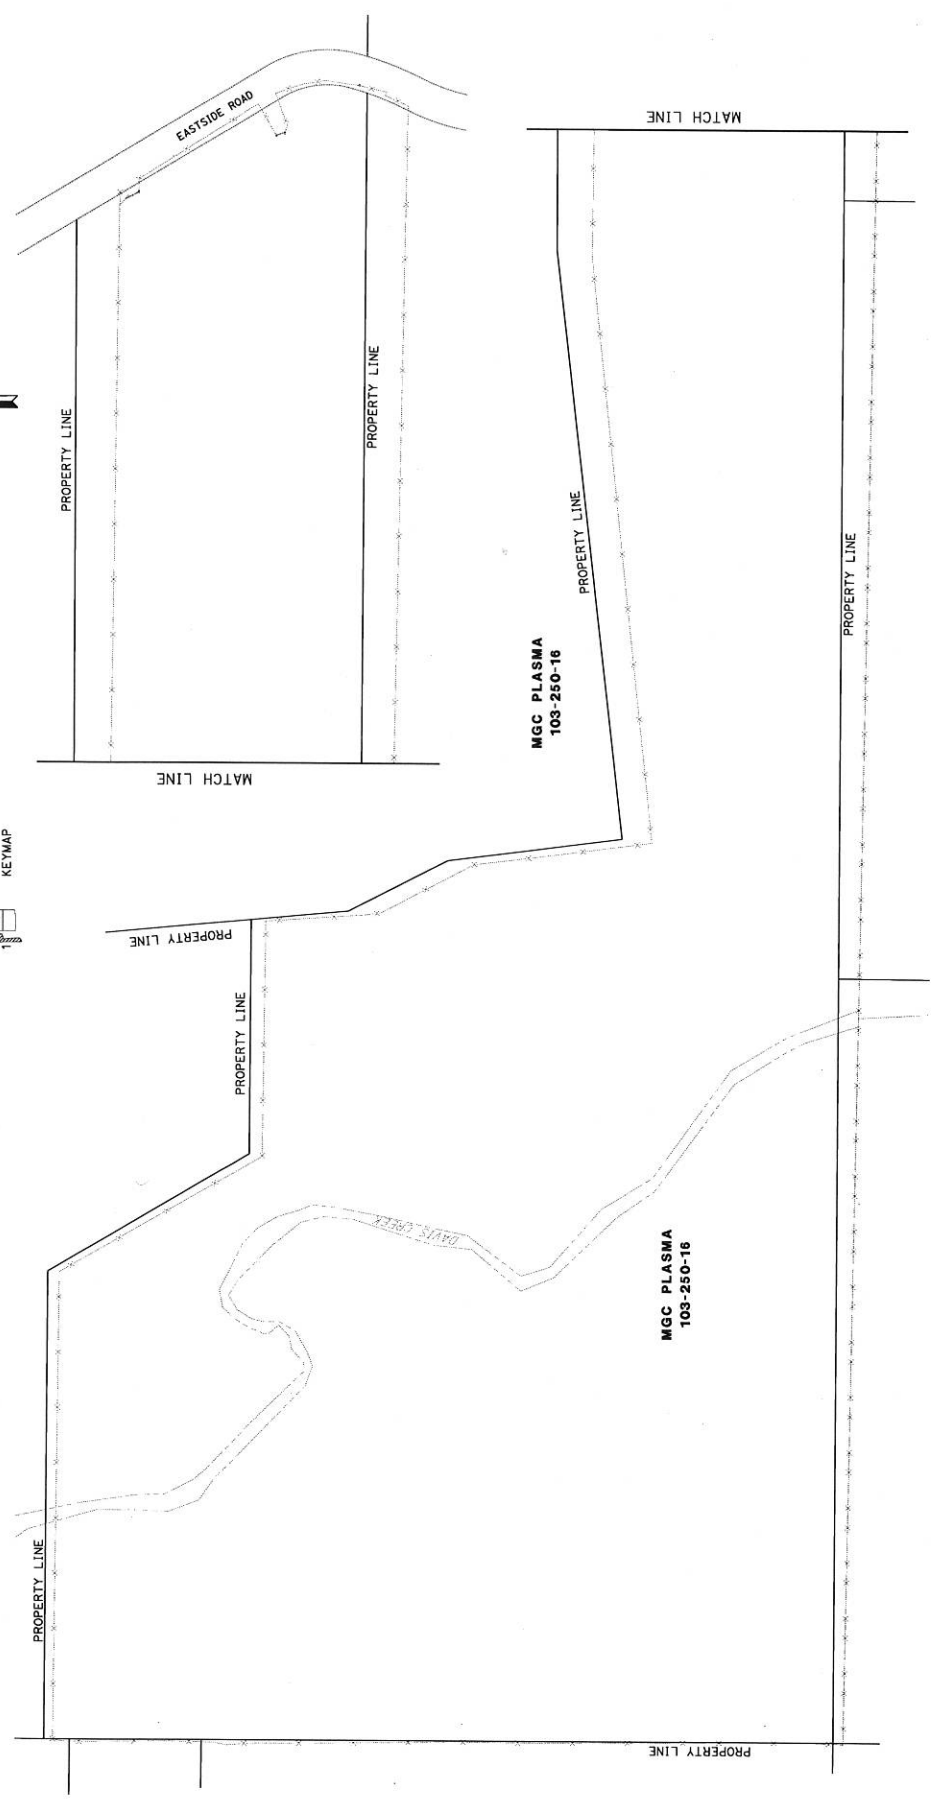 EASTSIDE ROAD
PROPERTY LINE
PROPERTY LINE
MATCH LINE
KEYMAP
1
MATCH LINE
PROPERTY LINE
PROPERTY LINE
MGC PLASMA
103-250-16
PROPERTY LINE
PROPERTY LINE
DAVIS CREEK
MGC PLASMA
103-250-16
PROPERTY LINE
PROPERTY LINE